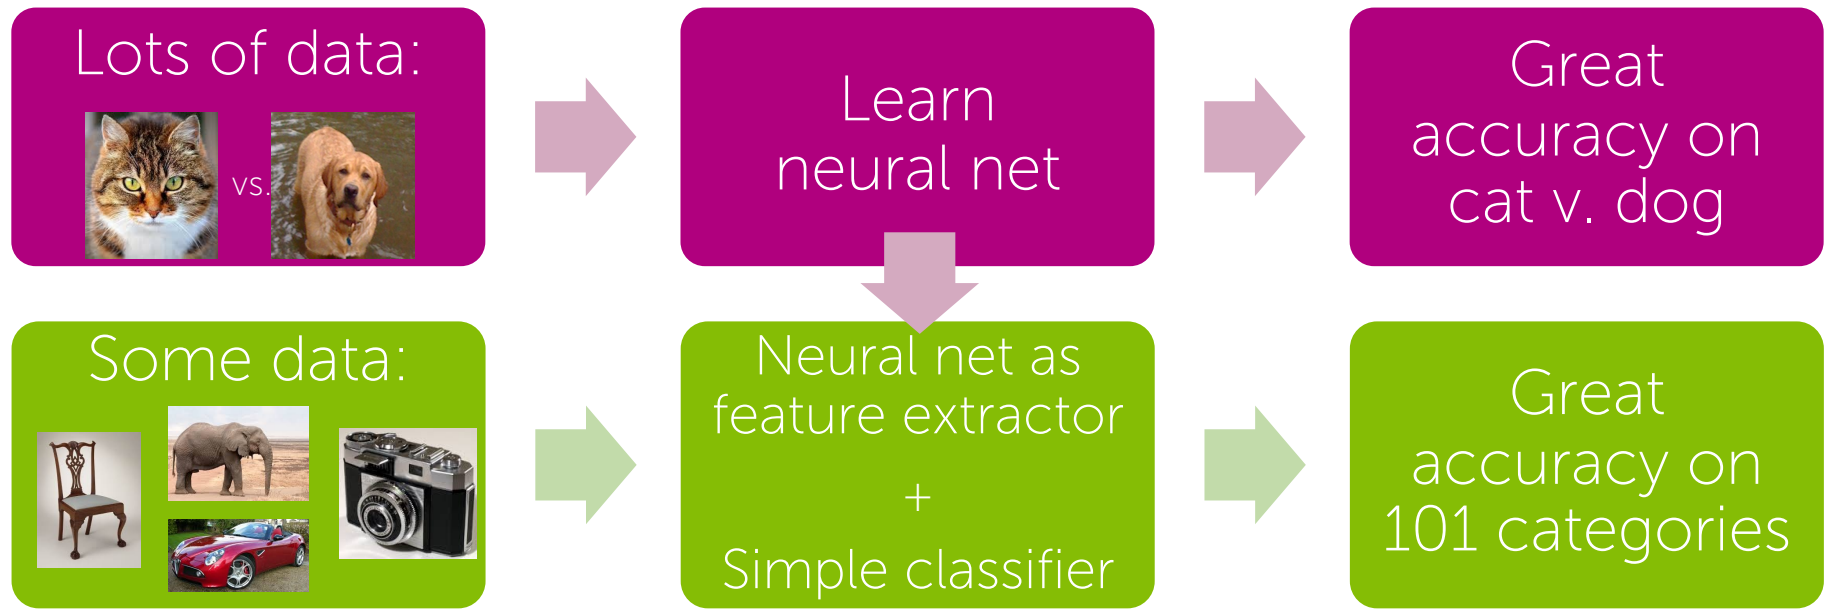 Lots of data:
vs.
Learn
neural net
Great
accuracy on
cat v. dog
Some data:
Neural net as
feature extractor
+
Simple classifier
Great
accuracy on
101 categories